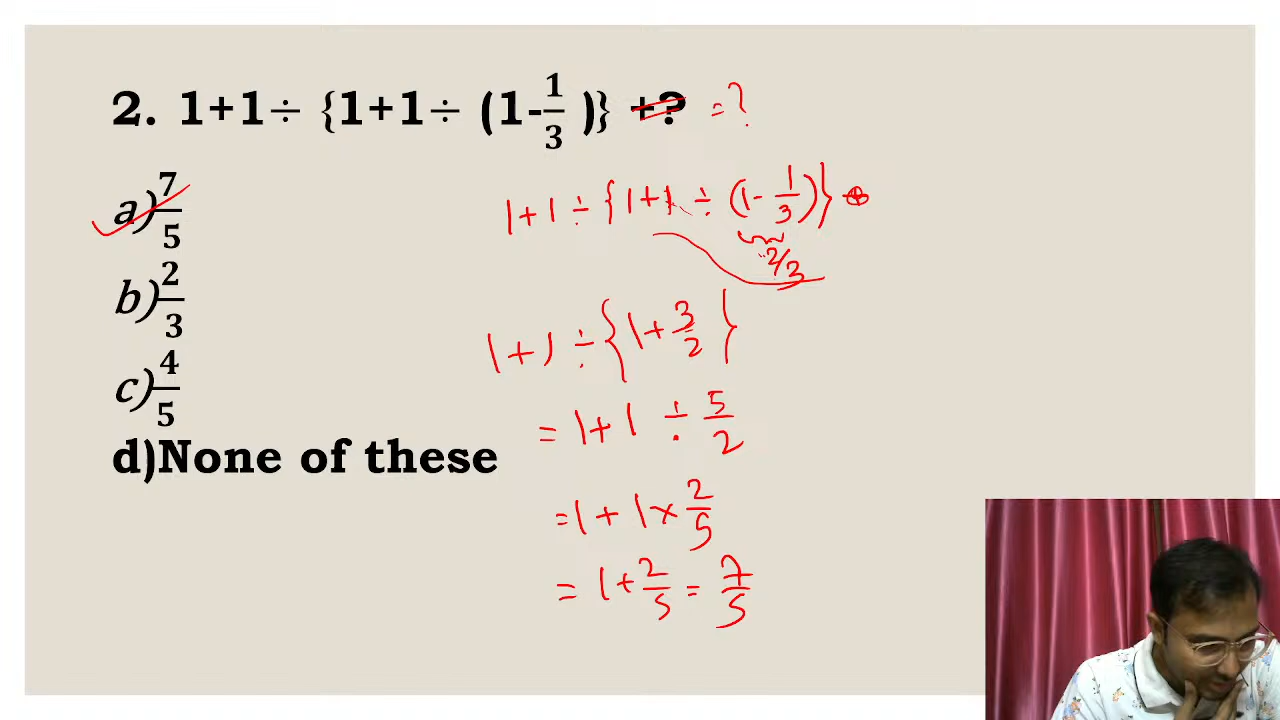 2. 1+1÷ {1+1÷ (1-1/3 )} +? =?
a) 7/5
b) 2/3
c) 4/5
d)None of these
1+1 ÷ {1+1 ÷ (1-1/3)}
2/3
1+1 ÷ {1+3/2}
= 1+1 ÷ 5/2
=1+1×2/5
= 1+2/5 = 7/5